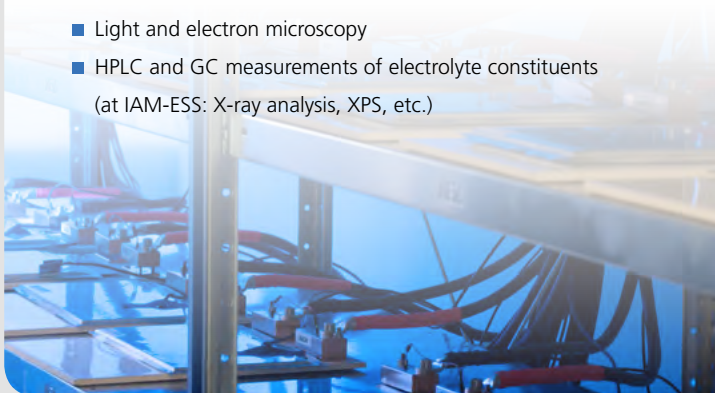 Light and electron microscopy
HPLC and GC measurements of electrolyte constituents
(at IAM-ESS: X-ray analysis, XPS, etc.)